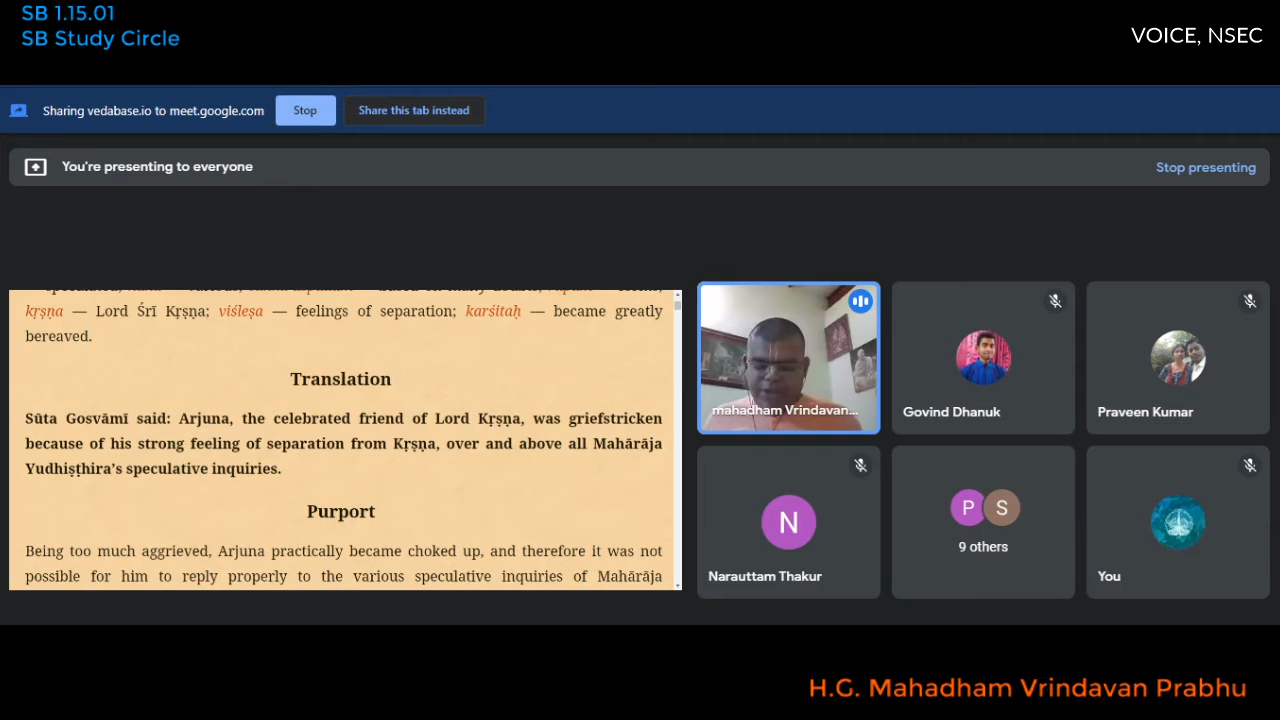 SB 1.15.01
SB Study Circle
VOICE, NSEC
Sharing vedabase.io to meet.google.com
Stop
Share this tab instead
You're presenting to everyone
Stop presenting
kṛṣṇa — Lord Śrī Kṛṣṇa; viśleṣa — feelings of separation; karśitaḥ — became greatly
bereaved.
Translation
Sūta Gosvāmī said: Arjuna, the celebrated friend of Lord Kṛṣṇa, was griefstricken
because of his strong feeling of separation from Kṛṣṇa, over and above all Mahārāja
Yudhiṣṭhira's speculative inquiries.
Purport
Being too much aggrieved, Arjuna practically became choked up, and therefore it was not
possible for him to reply properly to the various speculative inquiries of Mahārāja
mahadham Vrindavan...
Govind Dhanuk
Praveen Kumar
N
Narauttam Thakur
P
S
9 others
You
H.G. Mahadham Vrindavan Prabhu